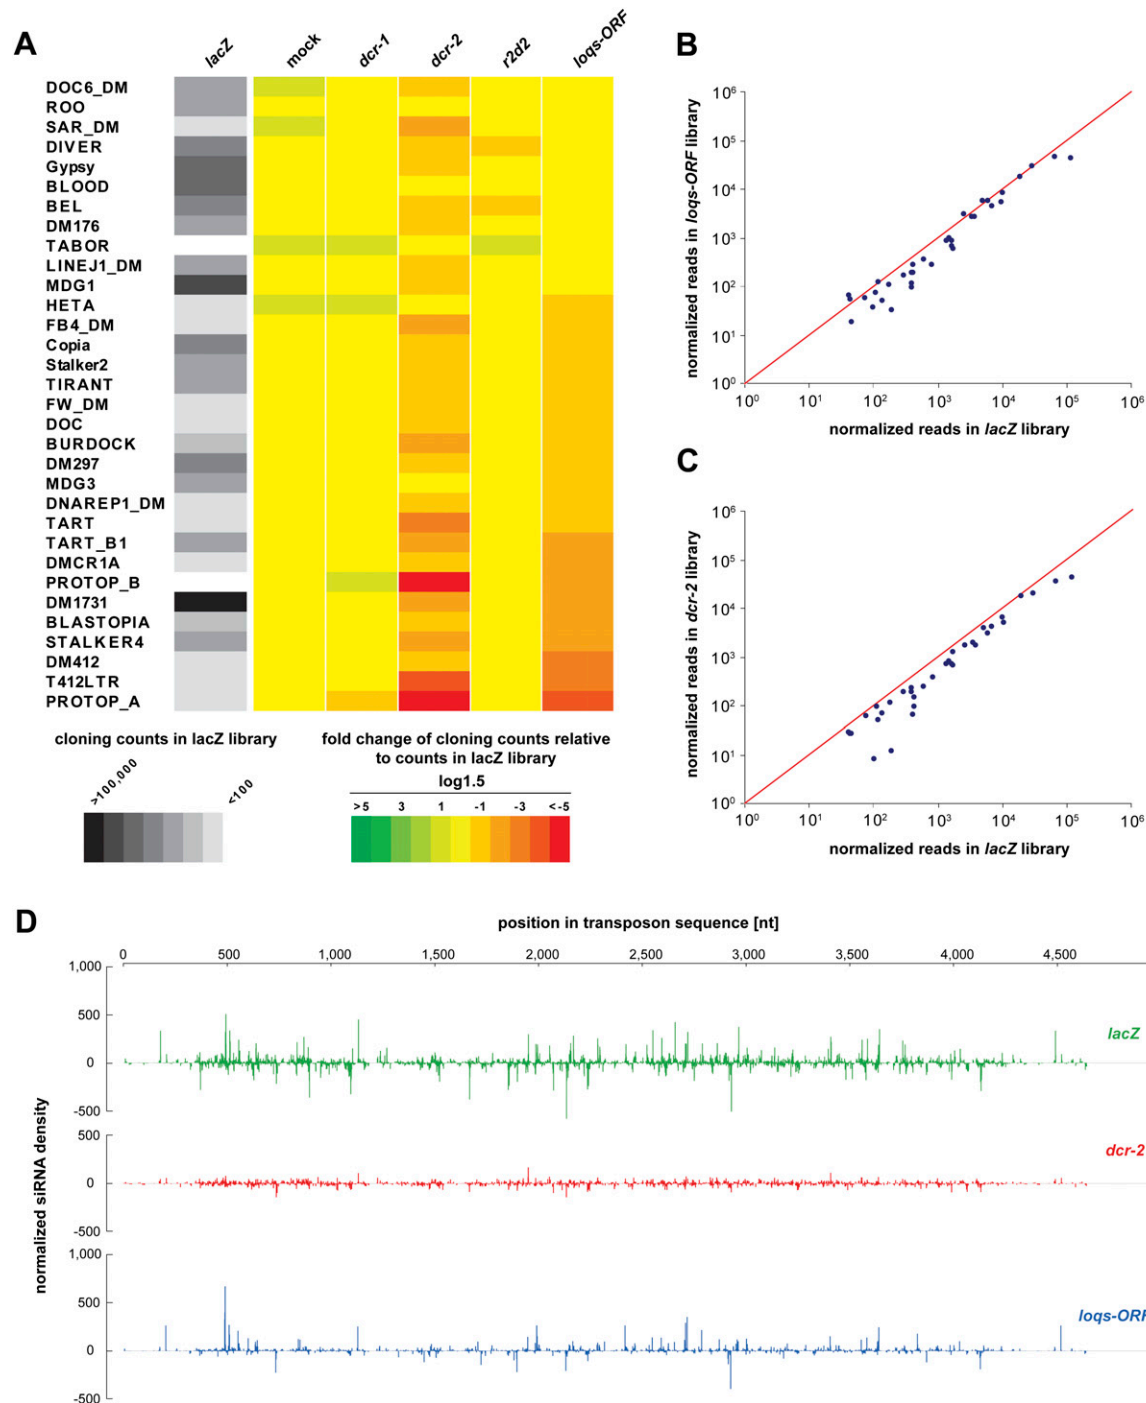 A
lacZ
mock
dcr-1
dcr-2
r2d2
loqs-ORF
DOC6_DM
ROO
SAR_DM
DIVER
Gypsy
BLOOD
BEL
DM176
TABOR
LINEJ1_DM
MDG1
HETA
FB4_DM
Copia
Stalker2
TIRANT
FW_DM
DOC
BURDOCK
DM297
MDG3
DNAREP1_DM
TART
TART_B1
DMCR1A
PROTOP_B
DM1731
BLASTOPIA
STALKER4
DM412
T412LTR
PROTOP_A
cloning counts in lacZ library
>100,000
<100
fold change of cloning counts relative
to counts in lacZ library
log1.5
>5 3 1 -1 -3 <-5
B
normalized reads in loqs-ORF library
10⁶
10⁵
10⁴
10³
10²
10¹
10⁰
10⁰ 10¹ 10² 10³ 10⁴ 10⁵ 10⁶
normalized reads in lacZ library
C
normalized reads in dcr-2 library
10⁶
10⁵
10⁴
10³
10²
10¹
10⁰
10⁰ 10¹ 10² 10³ 10⁴ 10⁵ 10⁶
normalized reads in lacZ library
D
position in transposon sequence [nt]
0 500 1,000 1,500 2,000 2,500 3,000 3,500 4,000 4,500
normalized siRNA density
1,000
500
0
-500
lacZ
500
0
-500
dcr-2
1,000
500
0
-500
loqs-ORF